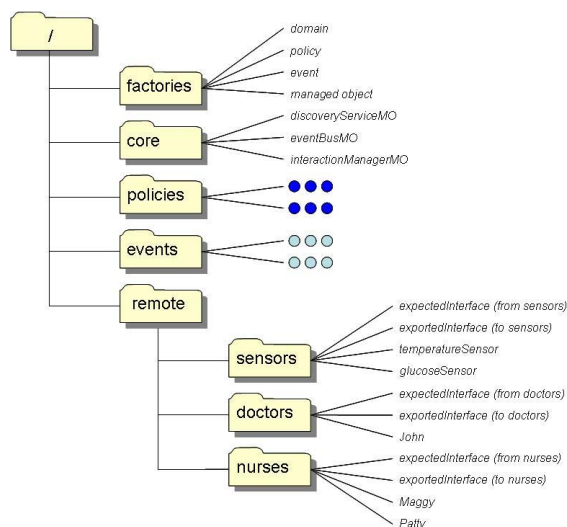 /
factories
domain
policy
event
managed object
core
discoveryServiceMO
eventBusMO
interactionManagerMO
policies
events
remote
sensors
expectedInterface (from sensors)
exportedInterface (to sensors)
temperatureSensor
glucoseSensor
doctors
expectedInterface (from doctors)
exportedInterface (to doctors)
John
nurses
expectedInterface (from nurses)
exportedInterface (to nurses)
Maggy
Patty